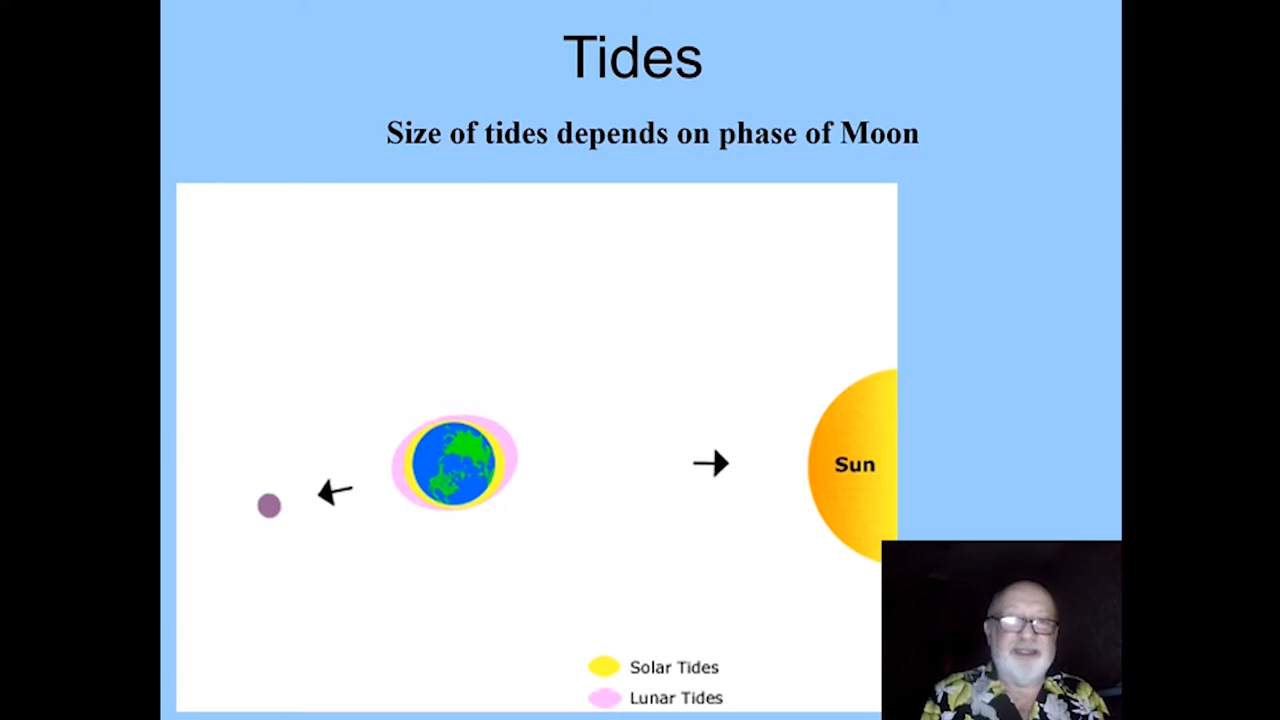 Tides
Size of tides depends on phase of Moon
Sun
Solar Tides
Lunar Tides